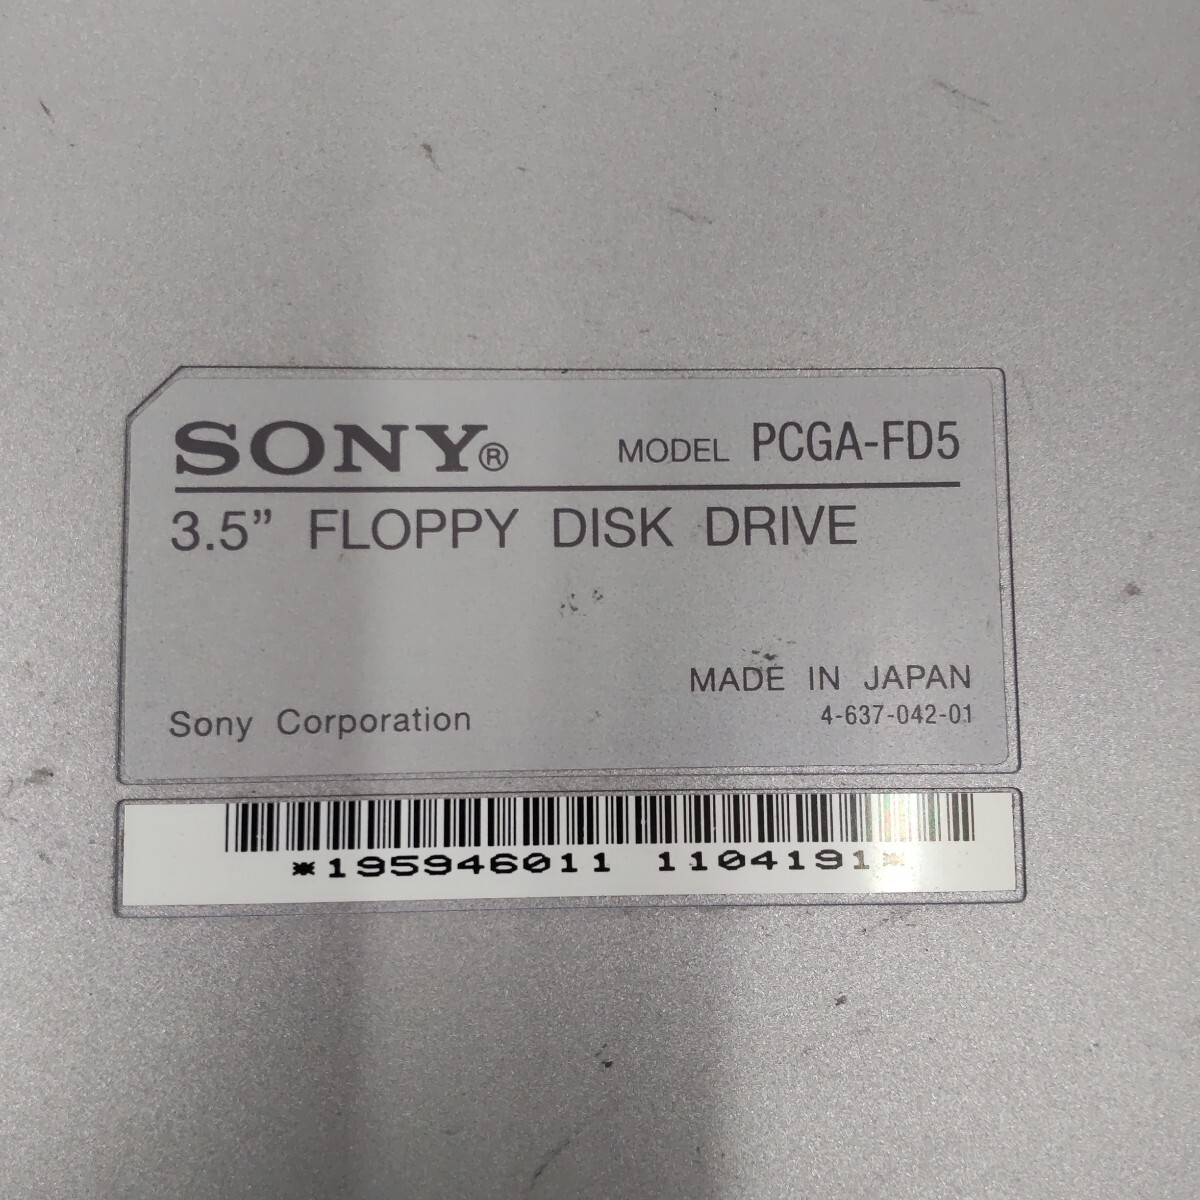 SONY® MODEL PCGA-FD5
3.5” FLOPPY DISK DRIVE
MADE IN JAPAN
Sony Corporation 4-637-042-01
*195946011 1104191*